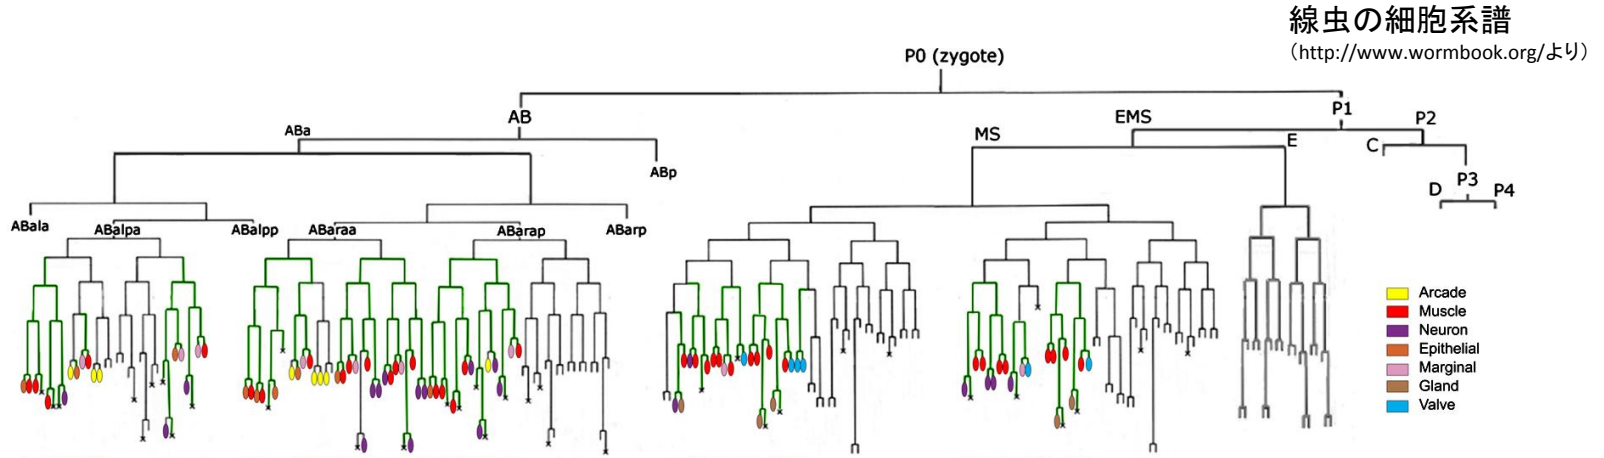 線虫の細胞系譜
（http://www.wormbook.org/より）
P0 (zygote)
AB
P1
ABa
EMS
P2
MS
E
C
ABp
P3
D
P4
ABala
ABalpa
ABalpp
ABaraa
ABarap
ABarp
Arcade
Muscle
Neuron
Epithelial
Marginal
Gland
Valve